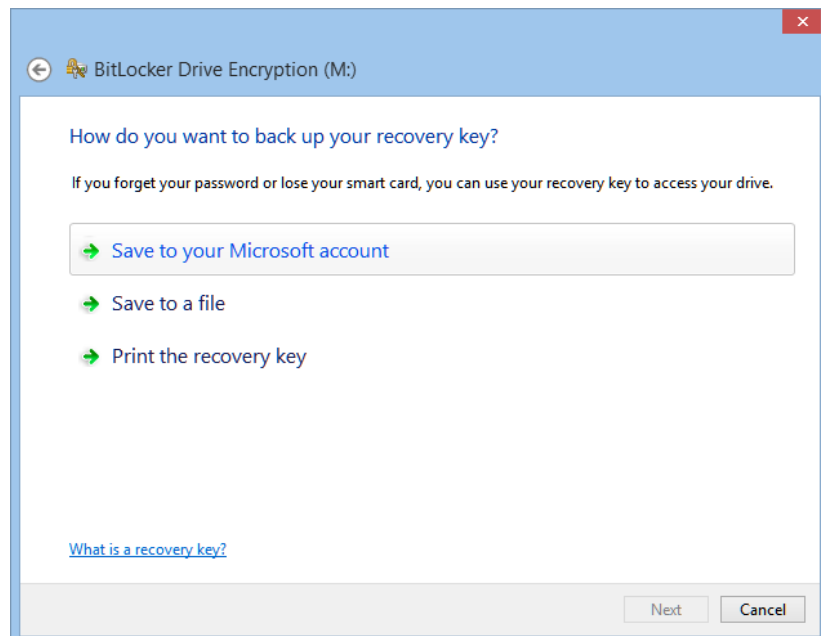 BitLocker Drive Encryption (M:)
How do you want to back up your recovery key?
If you forget your password or lose your smart card, you can use your recovery key to access your drive.
Save to your Microsoft account
Save to a file
Print the recovery key
What is a recovery key?
Next
Cancel